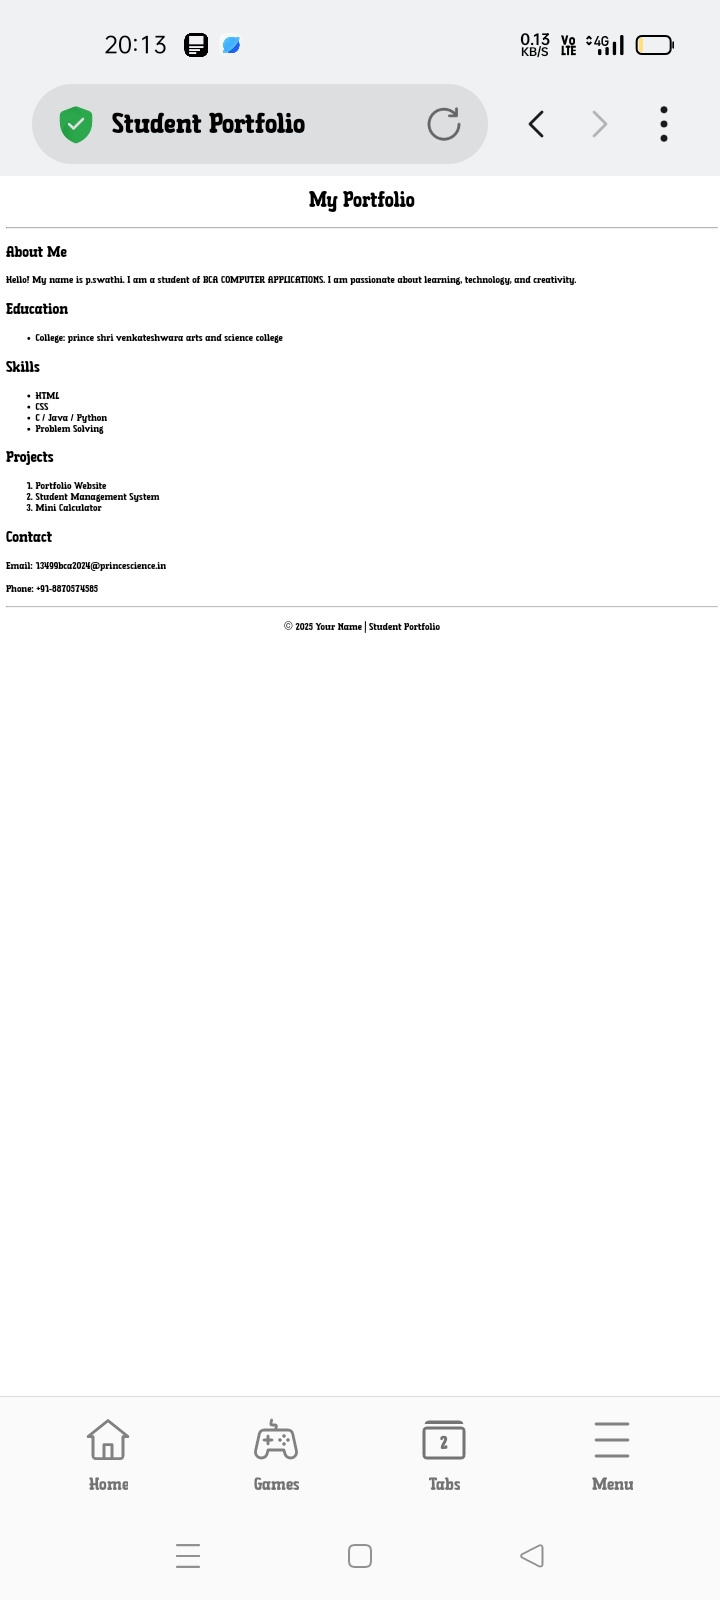 20:13
0.13
KB/S
Vo
LTE
4G
Student Portfolio
My Portfolio
About Me
Hello! My name is p.swathi. I am a student of BCA COMPUTER APPLICATIONS. I am passionate about learning, technology, and creativity.
Education
• College: prince shri venkateshwara arts and science college
Skills
• HTML
• CSS
• C / Java / Python
• Problem Solving
Projects
1. Portfolio Website
2. Student Management System
3. Mini Calculator
Contact
Email: 13499bca2024@princescience.in
Phone: +91-8870574585
© 2025 Your Name | Student Portfolio
2
Home
Games
Tabs
Menu